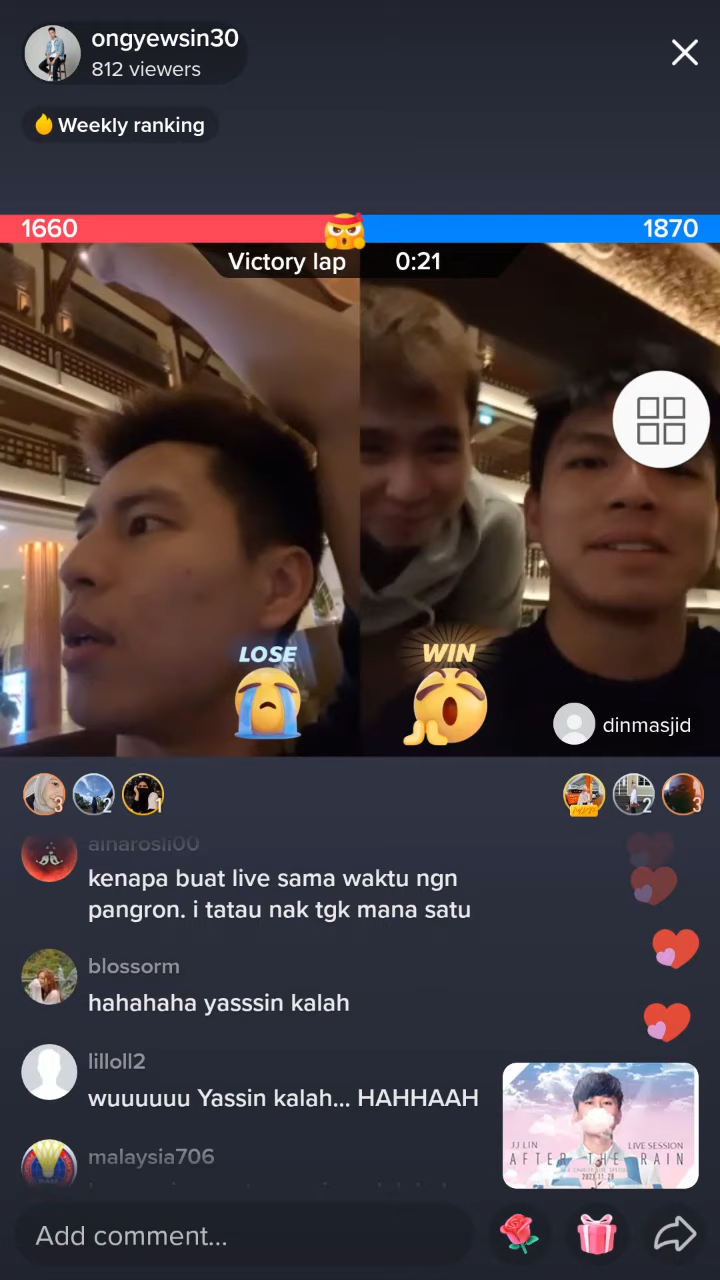 ongyewsin30
812 viewers
Weekly ranking
1660
1870
Victory lap 0:21
LOSE
WIN
dinmasjid
3
2
1
2
3
ainarosli00
kenapa buat live sama waktu ngn
pangron. i tatau nak tgk mana satu
blossorm
hahahaha yasssin kalah
lilloll2
wuuuuuu Yassin kalah... HAHHAAH
malaysia706
JJ LIN
LIVE SESSION
AFTER THE RAIN
Add comment...